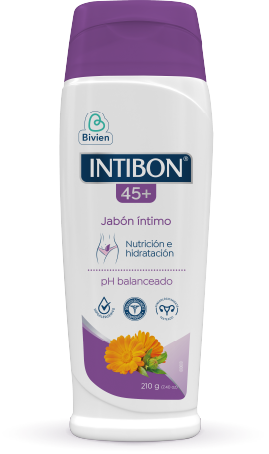 Bivien
INTIBON®
45+
Jabón íntimo
Nutrición e
hidratación
pH balanceado
210 g